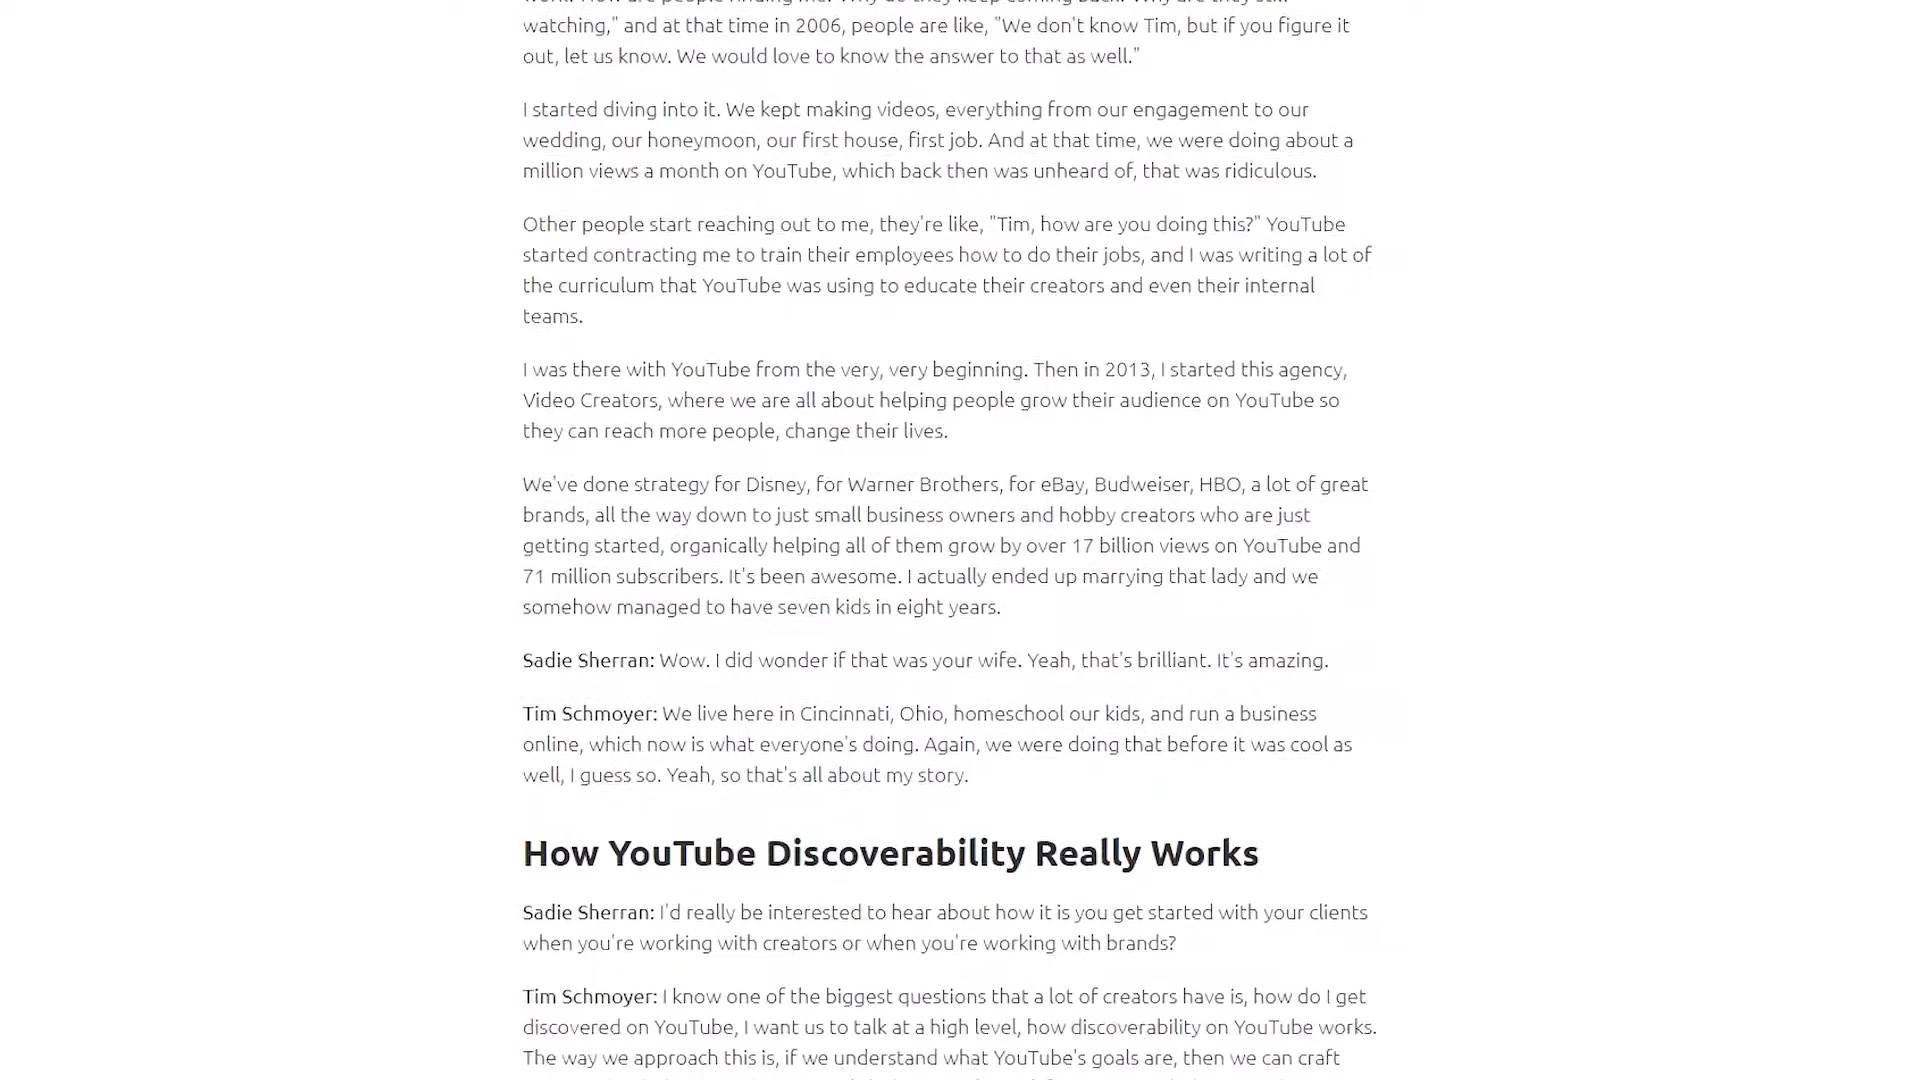 watching," and at that time in 2006, people are like, "We don't know Tim, but if you figure it
out, let us know. We would love to know the answer to that as well."
I started diving into it. We kept making videos, everything from our engagement to our
wedding, our honeymoon, our first house, first job. And at that time, we were doing about a
million views a month on YouTube, which back then was unheard of, that was ridiculous.
Other people start reaching out to me, they're like, "Tim, how are you doing this?" YouTube
started contracting me to train their employees how to do their jobs, and I was writing a lot of
the curriculum that YouTube was using to educate their creators and even their internal
teams.
I was there with YouTube from the very, very beginning. Then in 2013, I started this agency,
Video Creators, where we are all about helping people grow their audience on YouTube so
they can reach more people, change their lives.
We've done strategy for Disney, for Warner Brothers, for eBay, Budweiser, HBO, a lot of great
brands, all the way down to just small business owners and hobby creators who are just
getting started, organically helping all of them grow by over 17 billion views on YouTube and
71 million subscribers. It's been awesome. I actually ended up marrying that lady and we
somehow managed to have seven kids in eight years.
Sadie Sherran: Wow. I did wonder if that was your wife. Yeah, that's brilliant. It's amazing.
Tim Schmoyer: We live here in Cincinnati, Ohio, homeschool our kids, and run a business
online, which now is what everyone's doing. Again, we were doing that before it was cool as
well, I guess so. Yeah, so that's all about my story.
How YouTube Discoverability Really Works
Sadie Sherran: I'd really be interested to hear about how it is you get started with your clients
when you're working with creators or when you're working with brands?
Tim Schmoyer: I know one of the biggest questions that a lot of creators have is, how do I get
discovered on YouTube, I want us to talk at a high level, how discoverability on YouTube works.
The way we approach this is, if we understand what YouTube's goals are, then we can craft